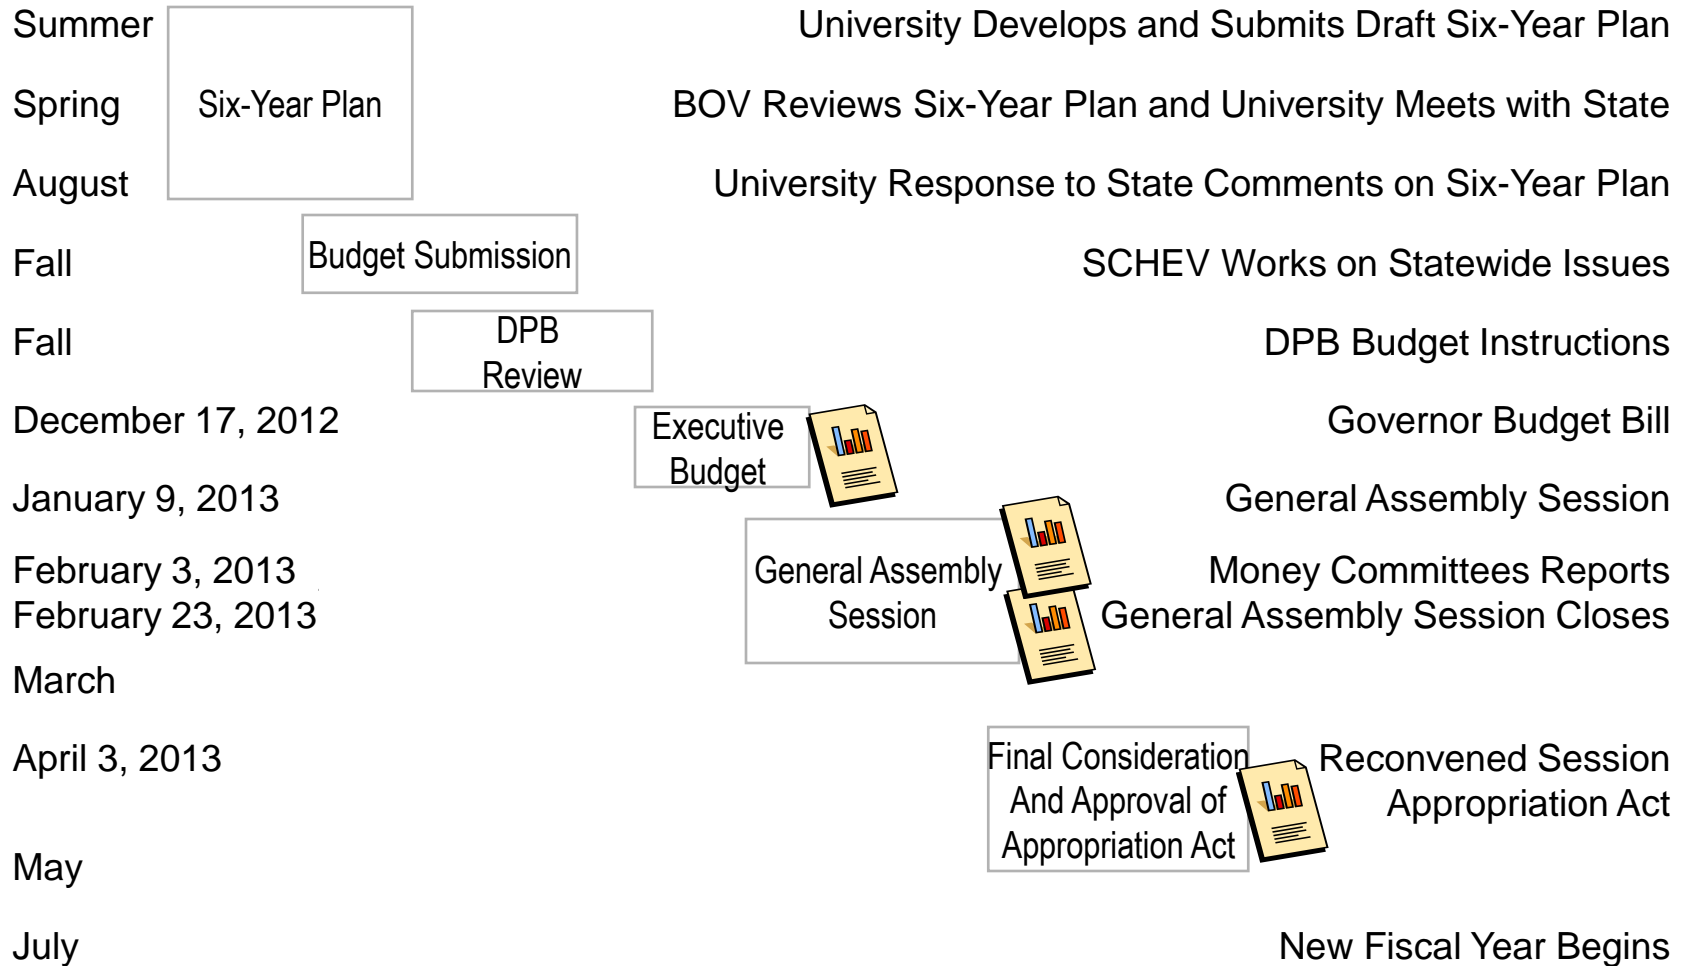 Summer
University Develops and Submits Draft Six-Year Plan
Spring
Six-Year Plan
BOV Reviews Six-Year Plan and University Meets with State
August
University Response to State Comments on Six-Year Plan
Budget Submission
Fall
SCHEV Works on Statewide Issues
DPB
Review
Fall
DPB Budget Instructions
December 17, 2012
Executive
Budget
Governor Budget Bill
January 9, 2013
General Assembly Session
February 3, 2013
General Assembly
Session
Money Committees Reports
February 23, 2013
General Assembly Session Closes
March
April 3, 2013
Final Consideration
And Approval of
Appropriation Act
Reconvened Session
Appropriation Act
May
July
New Fiscal Year Begins